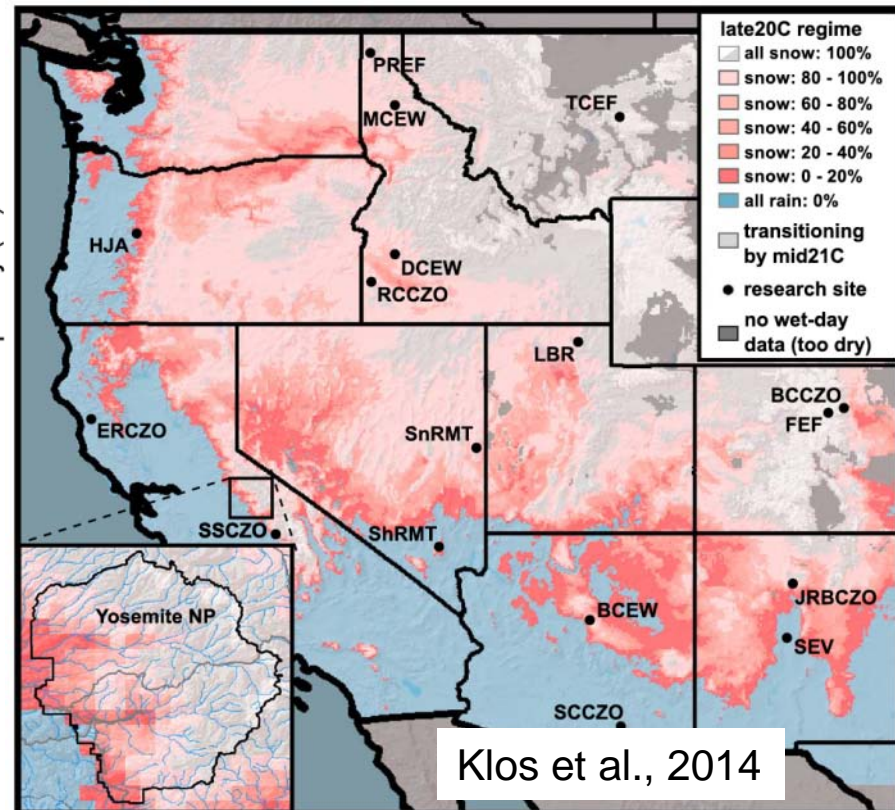 late20C regime
all snow: 100%
snow: 80 - 100%
snow: 60 - 80%
snow: 40 - 60%
snow: 20 - 40%
snow: 0 - 20%
all rain: 0%
transitioning
by mid21C
research site
no wet-day
data (too dry)
PREF
TCEF
MCEW
HJA
DCEW
RCCZO
LBR
BCCZO
FEF
ERCZO
SnRMT
SSCZO
ShRMT
JRBCZO
BCEW
Yosemite NP
SEV
SCCZO
Klos et al., 2014